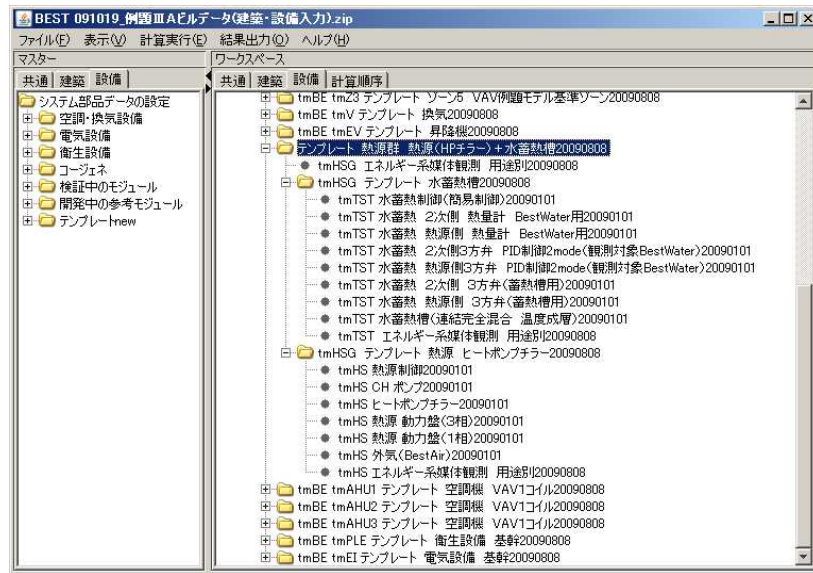 BEST 091019_例題ⅢAビルデータ(建築・設備入力).zip
ファイル(F) 表示(V) 計算実行(E) 結果出力(O) ヘルプ(H)
マスター
共通 建築 設備
システム部品データの設定
空調・換気設備
電気設備
衛生設備
コージェネ
検証中のモジュール
開発中の参考モジュール
テンプレートnew
ワークスペース
共通 建築 設備 計算順序
tmBE tmZ3 テンプレート ゾーン5 VAV例題モデル基準ゾーン20090808
tmBE tmV テンプレート 換気20090808
tmBE tmEV テンプレート 昇降機20090808
テンプレート 熱源群 熱源(HPチラー)+水蓄熱槽20090808
tmHSG エネルギー系媒体観測 用途別20090808
tmHSG テンプレート 水蓄熱槽20090808
tmTST 水蓄熱制御(簡易制御)20090101
tmTST 水蓄熱 2次側 熱量計 BestWater用20090101
tmTST 水蓄熱 熱源側 熱量計 BestWater用20090101
tmTST 水蓄熱 2次側3方弁 PID制御2mode(観測対象BestWater)20090101
tmTST 水蓄熱 熱源側3方弁 PID制御2mode(観測対象BestWater)20090101
tmTST 水蓄熱 2次側 3方弁(蓄熱槽用)20090101
tmTST 水蓄熱 熱源側 3方弁(蓄熱槽用)20090101
tmTST 水蓄熱槽(連結完全混合 温度成層)20090101
tmTST エネルギー系媒体観測 用途別20090808
tmHSG テンプレート 熱源 ヒートポンプチラー20090808
tmHS 熱源制御20090101
tmHS CH ポンプ20090101
tmHS ヒートポンプチラー20090101
tmHS 熱源 動力盤(3相)20090101
tmHS 熱源 動力盤(1相)20090101
tmHS 外気(BestAir)20090101
tmHS エネルギー系媒体観測 用途別20090808
tmBE tmAHU1 テンプレート 空調機 VAV1コイル20090808
tmBE tmAHU2 テンプレート 空調機 VAV1コイル20090808
tmBE tmAHU3 テンプレート 空調機 VAV1コイル20090808
tmBE tmPLE テンプレート 衛生設備 基幹20090808
tmBE tmEI テンプレート 電気設備 基幹20090808